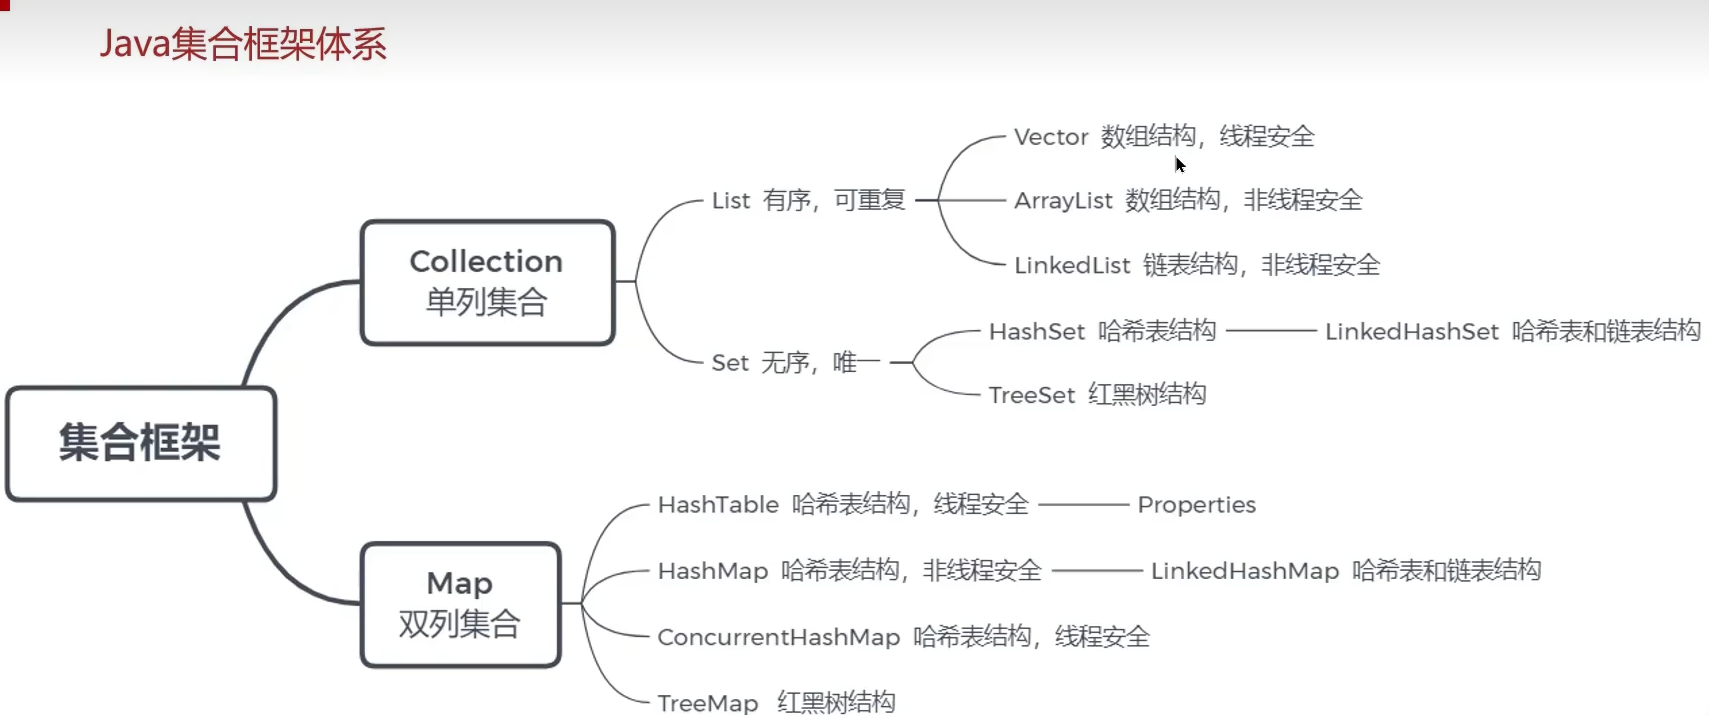 Java集合框架体系
集合框架
Collection
单列集合
List 有序，可重复
Vector 数组结构，线程安全
ArrayList 数组结构，非线程安全
LinkedList 链表结构，非线程安全
Set 无序，唯一
HashSet 哈希表结构
LinkedHashSet 哈希表和链表结构
TreeSet 红黑树结构
Map
双列集合
HashTable 哈希表结构，线程安全
Properties
HashMap 哈希表结构，非线程安全
LinkedHashMap 哈希表和链表结构
ConcurrentHashMap 哈希表结构，线程安全
TreeMap 红黑树结构